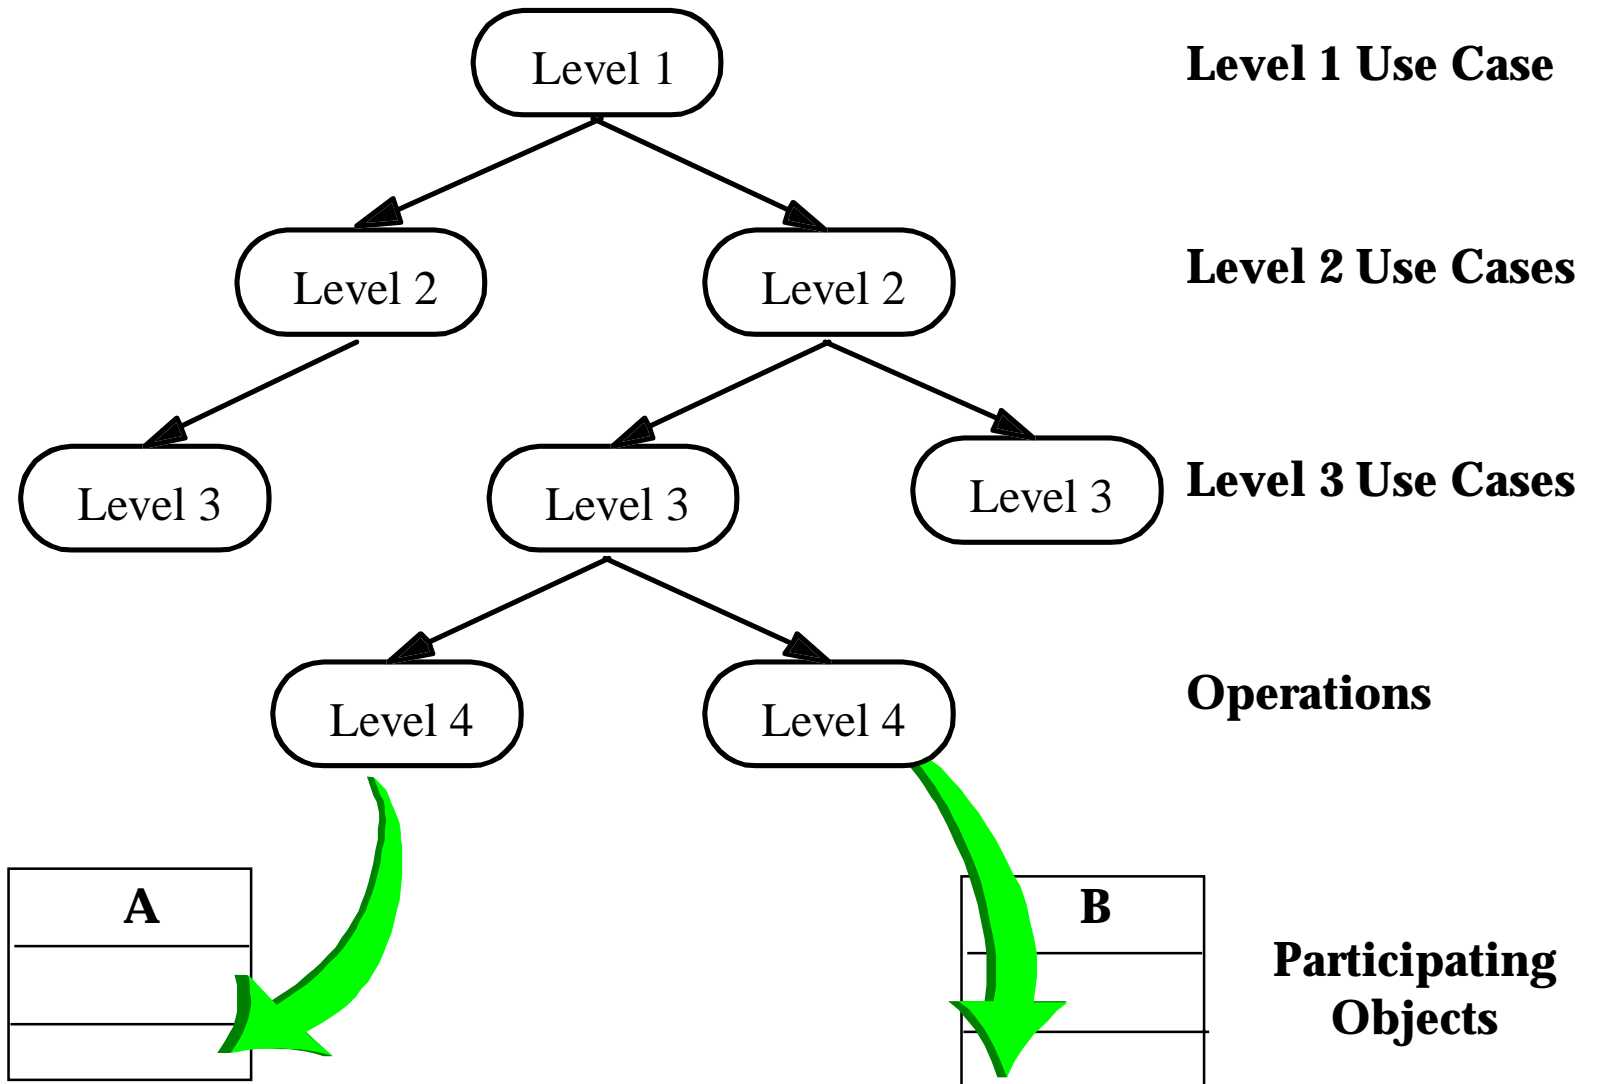 Level 1
Level 1 Use Case
Level 2
Level 2
Level 2 Use Cases
Level 3
Level 3
Level 3
Level 3 Use Cases
Level 4
Level 4
Operations
A
B
Participating
Objects